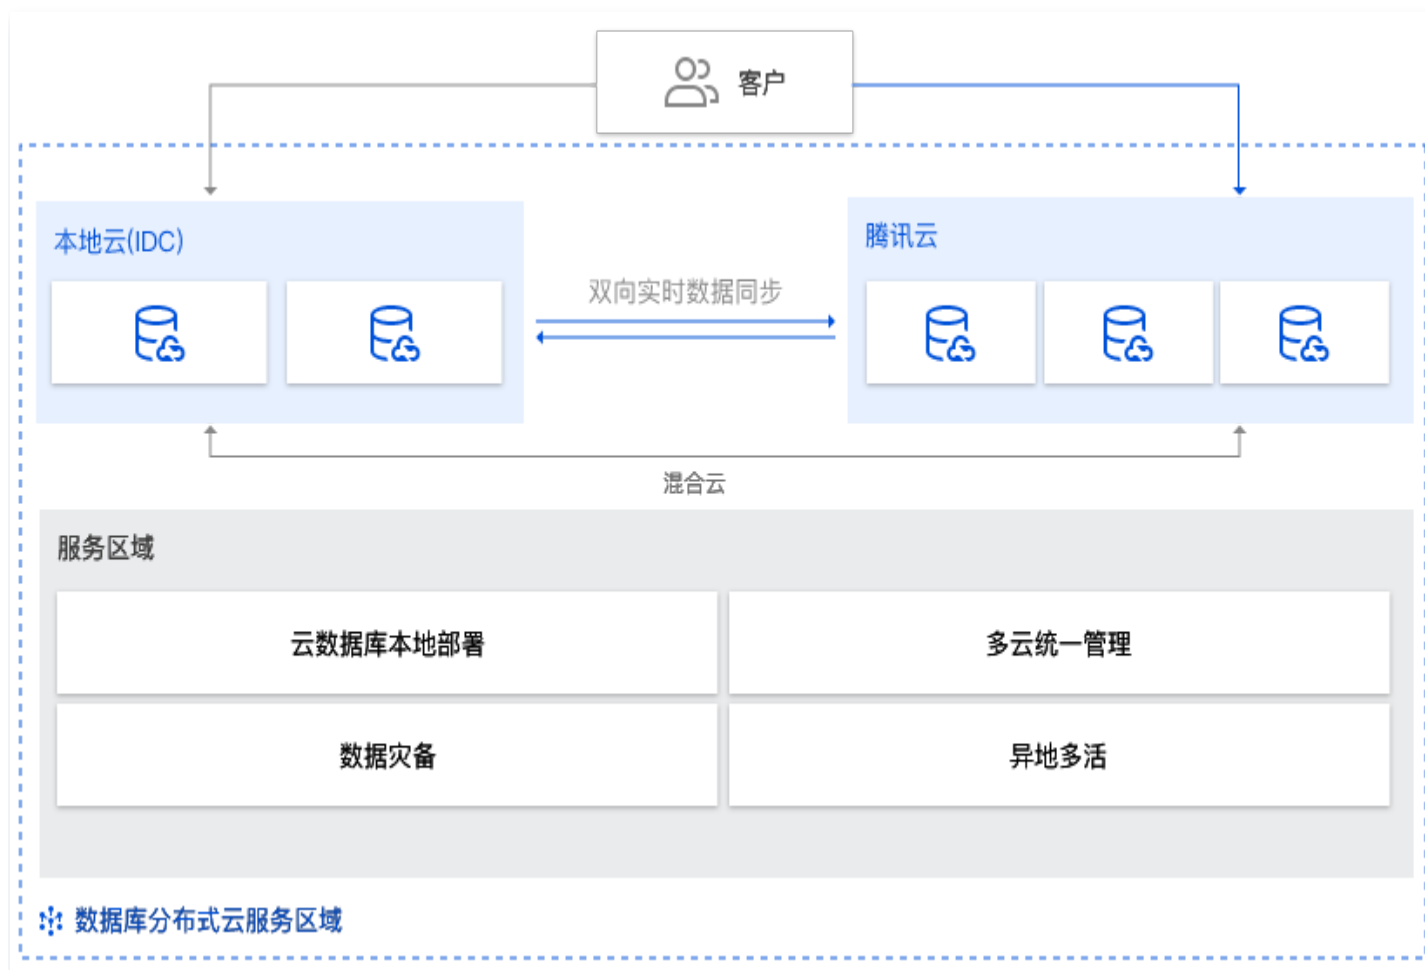 客户
本地云(IDC)
腾讯云
双向实时数据同步
混合云
服务区域
云数据库本地部署
多云统一管理
数据灾备
异地多活
数据库分布式云服务区域